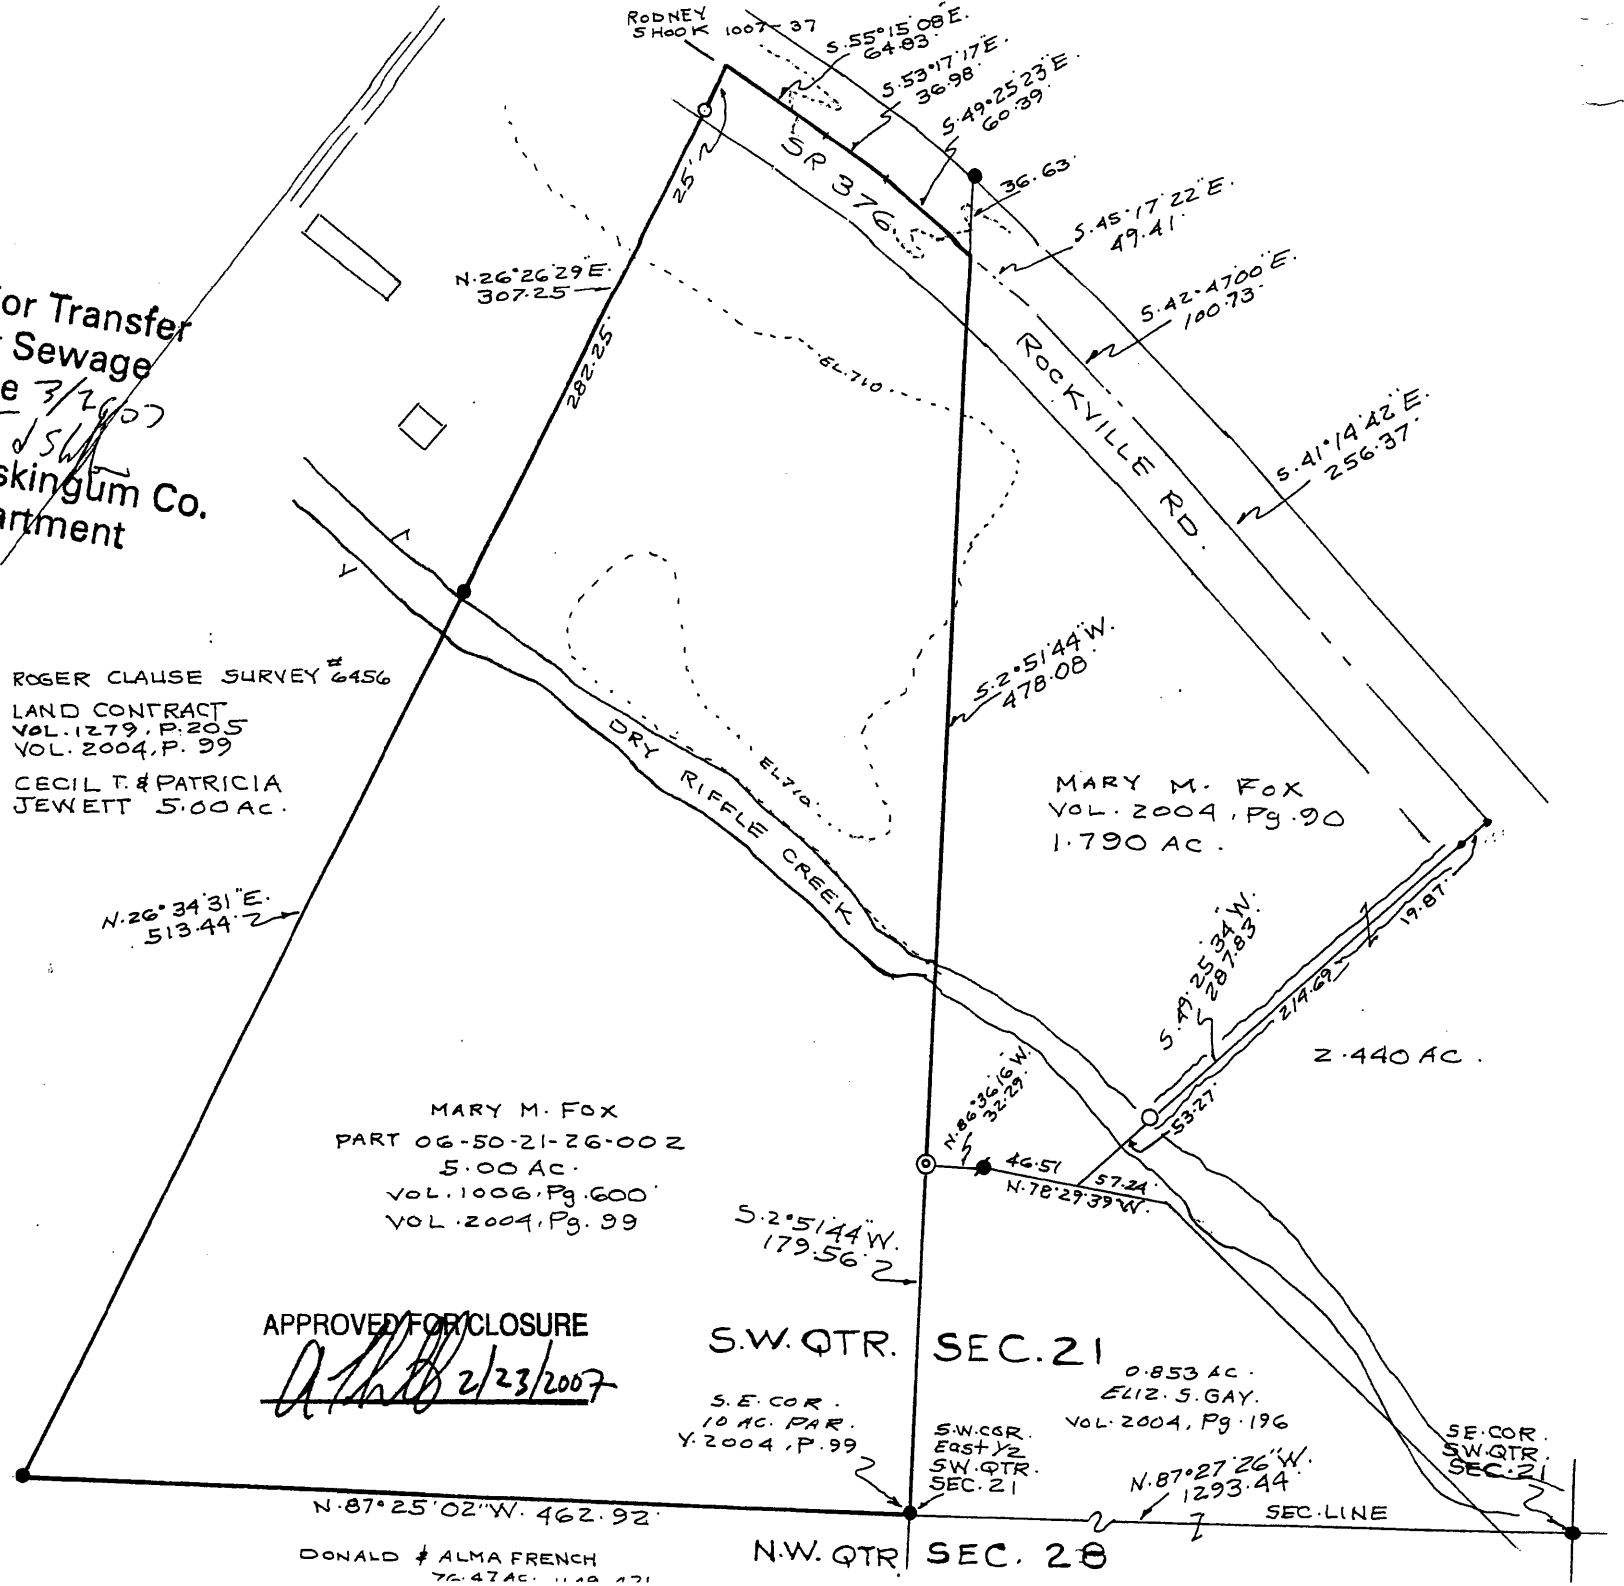 RODNEY
SHOOK 1007-37
S.55°15'08"E.
64.83'
S.53°17'17"E.
36.98'
S.49°25'23"E.
60.39'
36.63'
S.45°17'22"E.
49.41'
S.42°47'00"E.
100.73'
S.41°14'42"E.
256.37'
SR 376
ROCKVILLE RD.
25'
N.26°26'29"E.
307.25
282.25'
EL.710
or Transfer
Sewage
e 3/2
skingum Co.
artment
ROGER CLAUSE SURVEY #6456
LAND CONTRACT
VOL.1279, P.205
VOL. 2004, P. 99
CECIL T. & PATRICIA
JEWETT 5.00 AC.
N.26°34'31"E.
513.44'
DRY RIFFLE CREEK
EL.710
S.2°51'44"W.
478.08'
MARY M. FOX
VOL. 2004, Pg.90
1.790 AC.
S.49°25'34"W.
287.83'
19.87'
214.69'
53.27'
2.440 AC.
N.86°36'16"W.
32.29'
46.51
57.24'
N.78°29'39"W.
MARY M. FOX
PART 06-50-21-26-002
5.00 AC.
VOL.1006, Pg.600
VOL.2004, Pg. 99
S.2°51'44"W.
179.56'
APPROVED FOR CLOSURE
2/23/2007
S.W. QTR. SEC. 21
S.E. COR.
10 AC. PAR.
V.2004, P.99
S.W. COR.
East 1/2
S.W. QTR.
SEC.21
0.853 AC.
ELIZ. S. GAY.
VOL. 2004, Pg.196
N.87°27'26"W.
1293.44'
SEC. LINE
S.E. COR.
S.W. QTR.
SEC. 21
N.87°25'02"W. 462.92'
DONALD & ALMA FRENCH
76.47 AC.
N.W. QTR SEC. 28